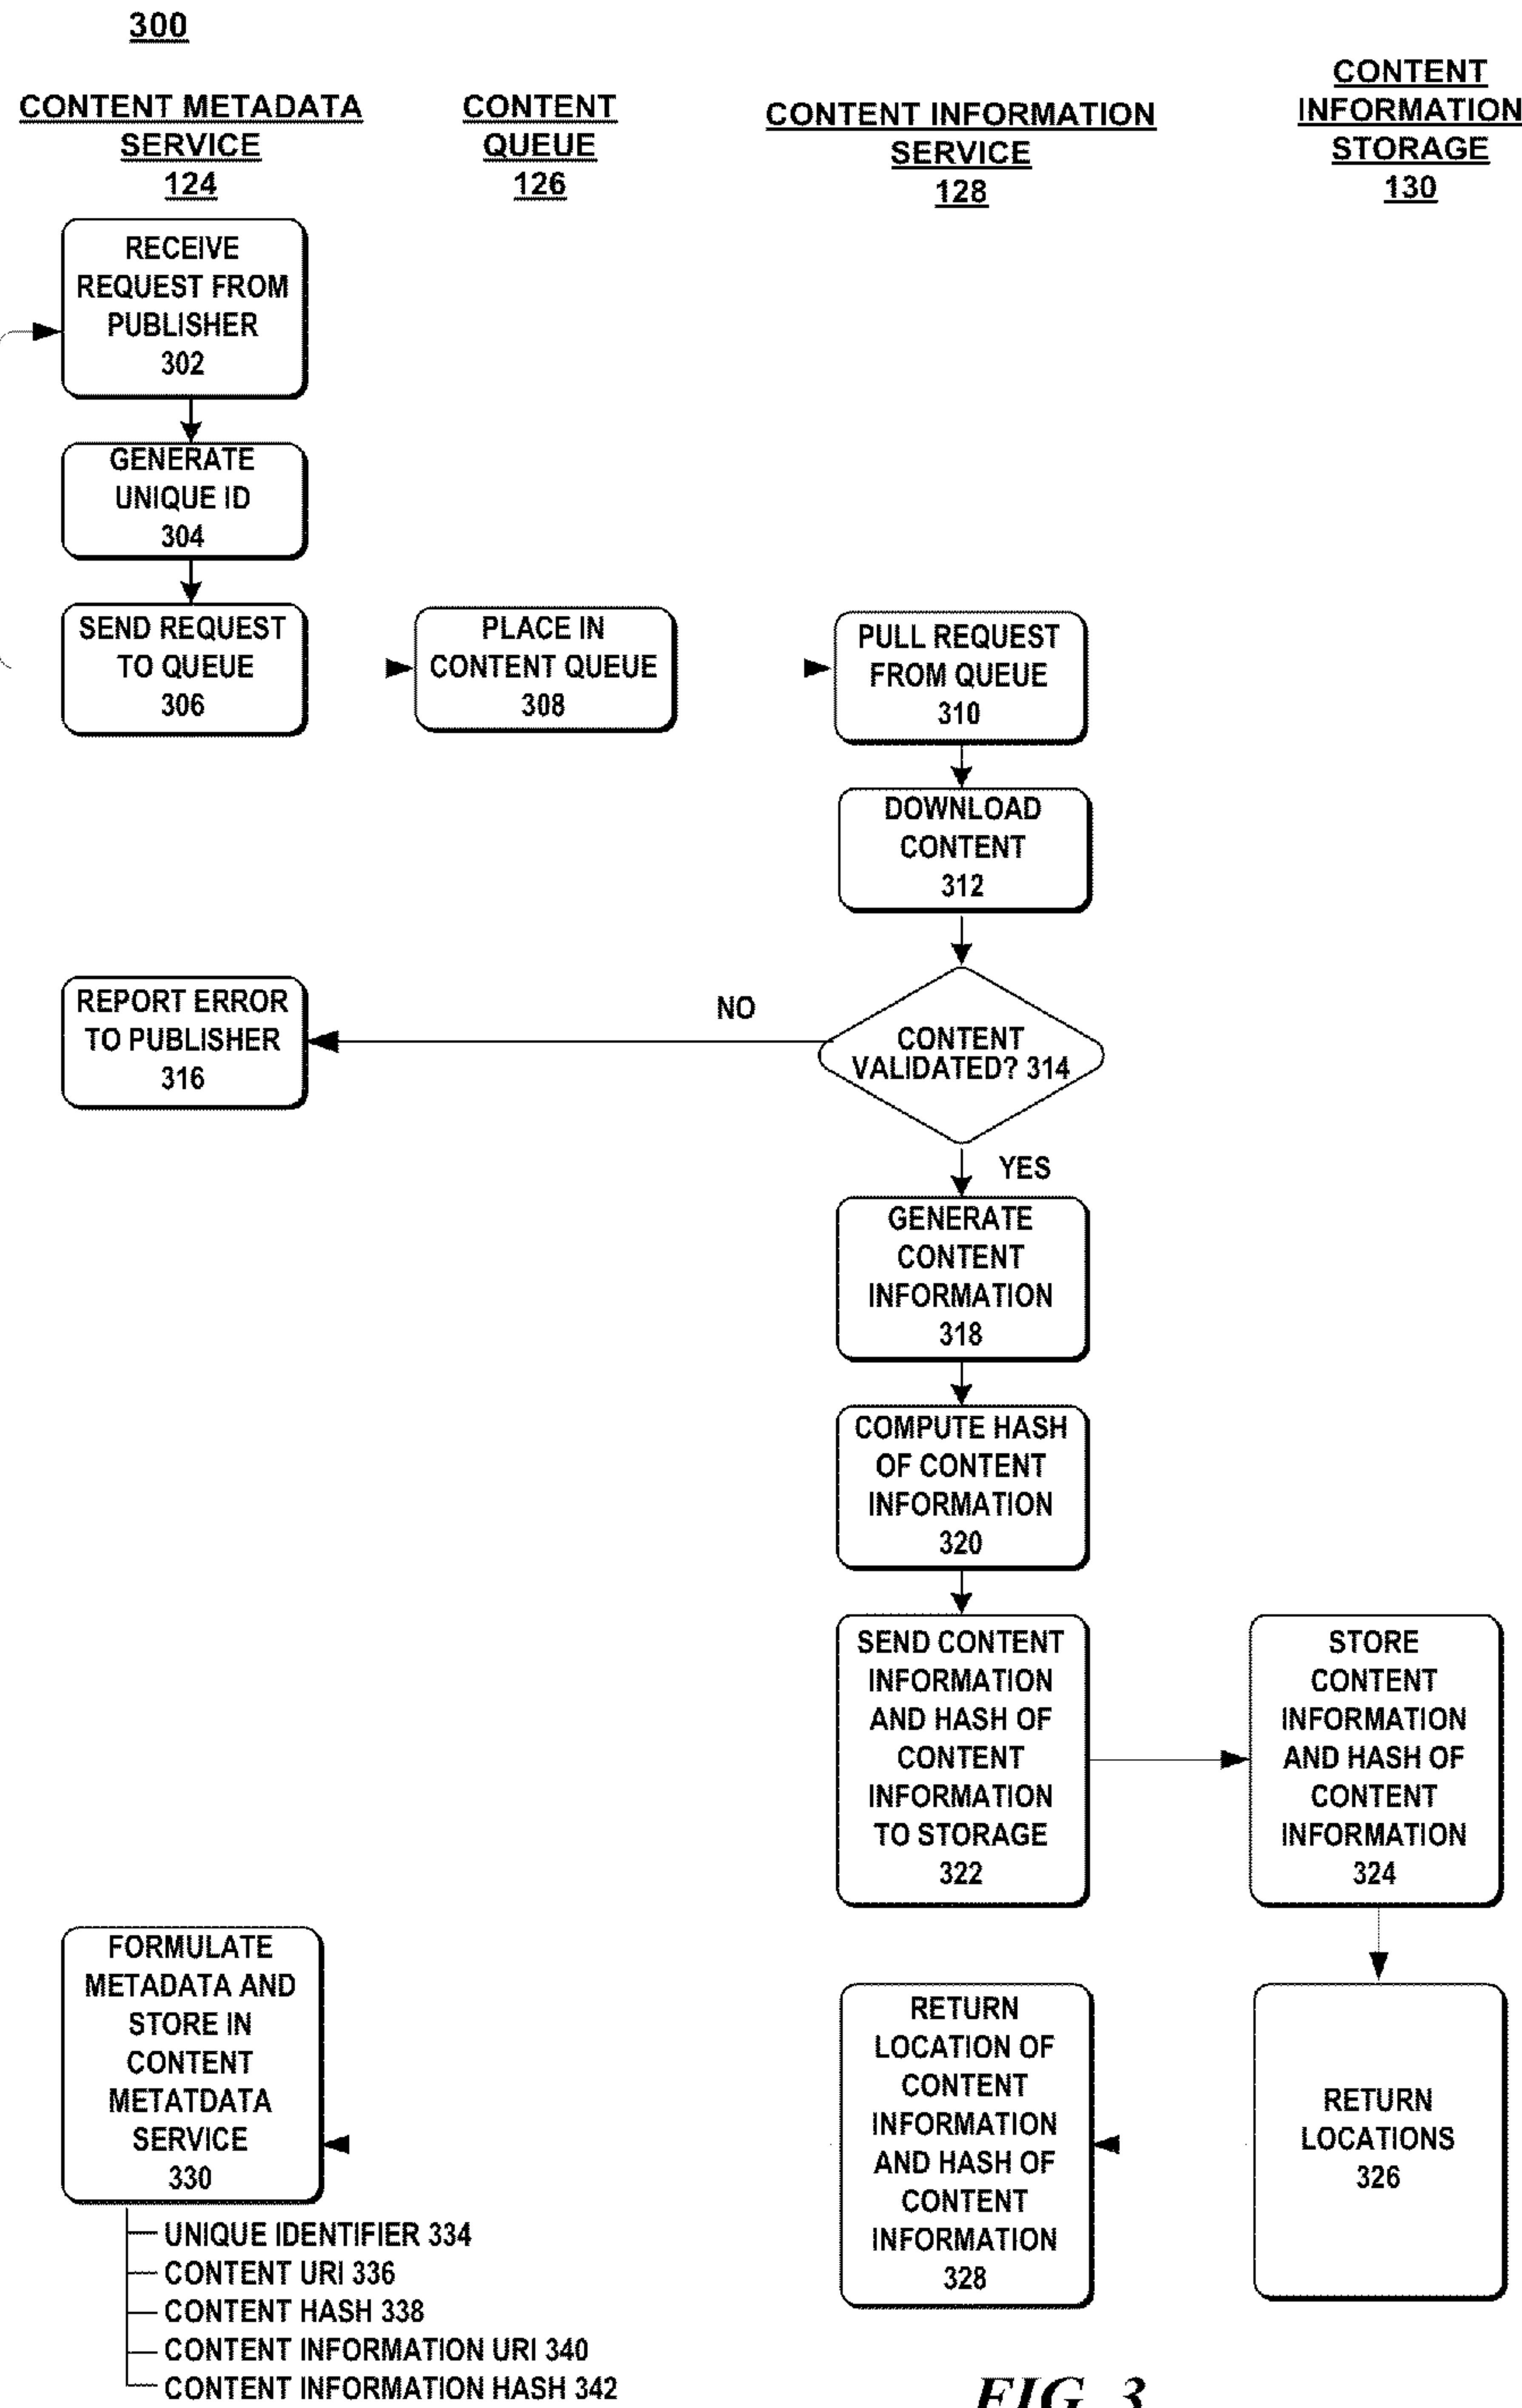 300
CONTENT METADATA
SERVICE
124
CONTENT
QUEUE
126
CONTENT INFORMATION
SERVICE
128
CONTENT
INFORMATION
STORAGE
130
RECEIVE
REQUEST FROM
PUBLISHER
302
GENERATE
UNIQUE ID
304
SEND REQUEST
TO QUEUE
306
PLACE IN
CONTENT QUEUE
308
PULL REQUEST
FROM QUEUE
310
DOWNLOAD
CONTENT
312
CONTENT
VALIDATED? 314
NO
REPORT ERROR
TO PUBLISHER
316
YES
GENERATE
CONTENT
INFORMATION
318
COMPUTE HASH
OF CONTENT
INFORMATION
320
SEND CONTENT
INFORMATION
AND HASH OF
CONTENT
INFORMATION
TO STORAGE
322
STORE
CONTENT
INFORMATION
AND HASH OF
CONTENT
INFORMATION
324
RETURN
LOCATIONS
326
RETURN
LOCATION OF
CONTENT
INFORMATION
AND HASH OF
CONTENT
INFORMATION
328
FORMULATE
METADATA AND
STORE IN
CONTENT
METATDATA
SERVICE
330
UNIQUE IDENTIFIER 334
CONTENT URI 336
CONTENT HASH 338
CONTENT INFORMATION URI 340
CONTENT INFORMATION HASH 342
FIG. 3